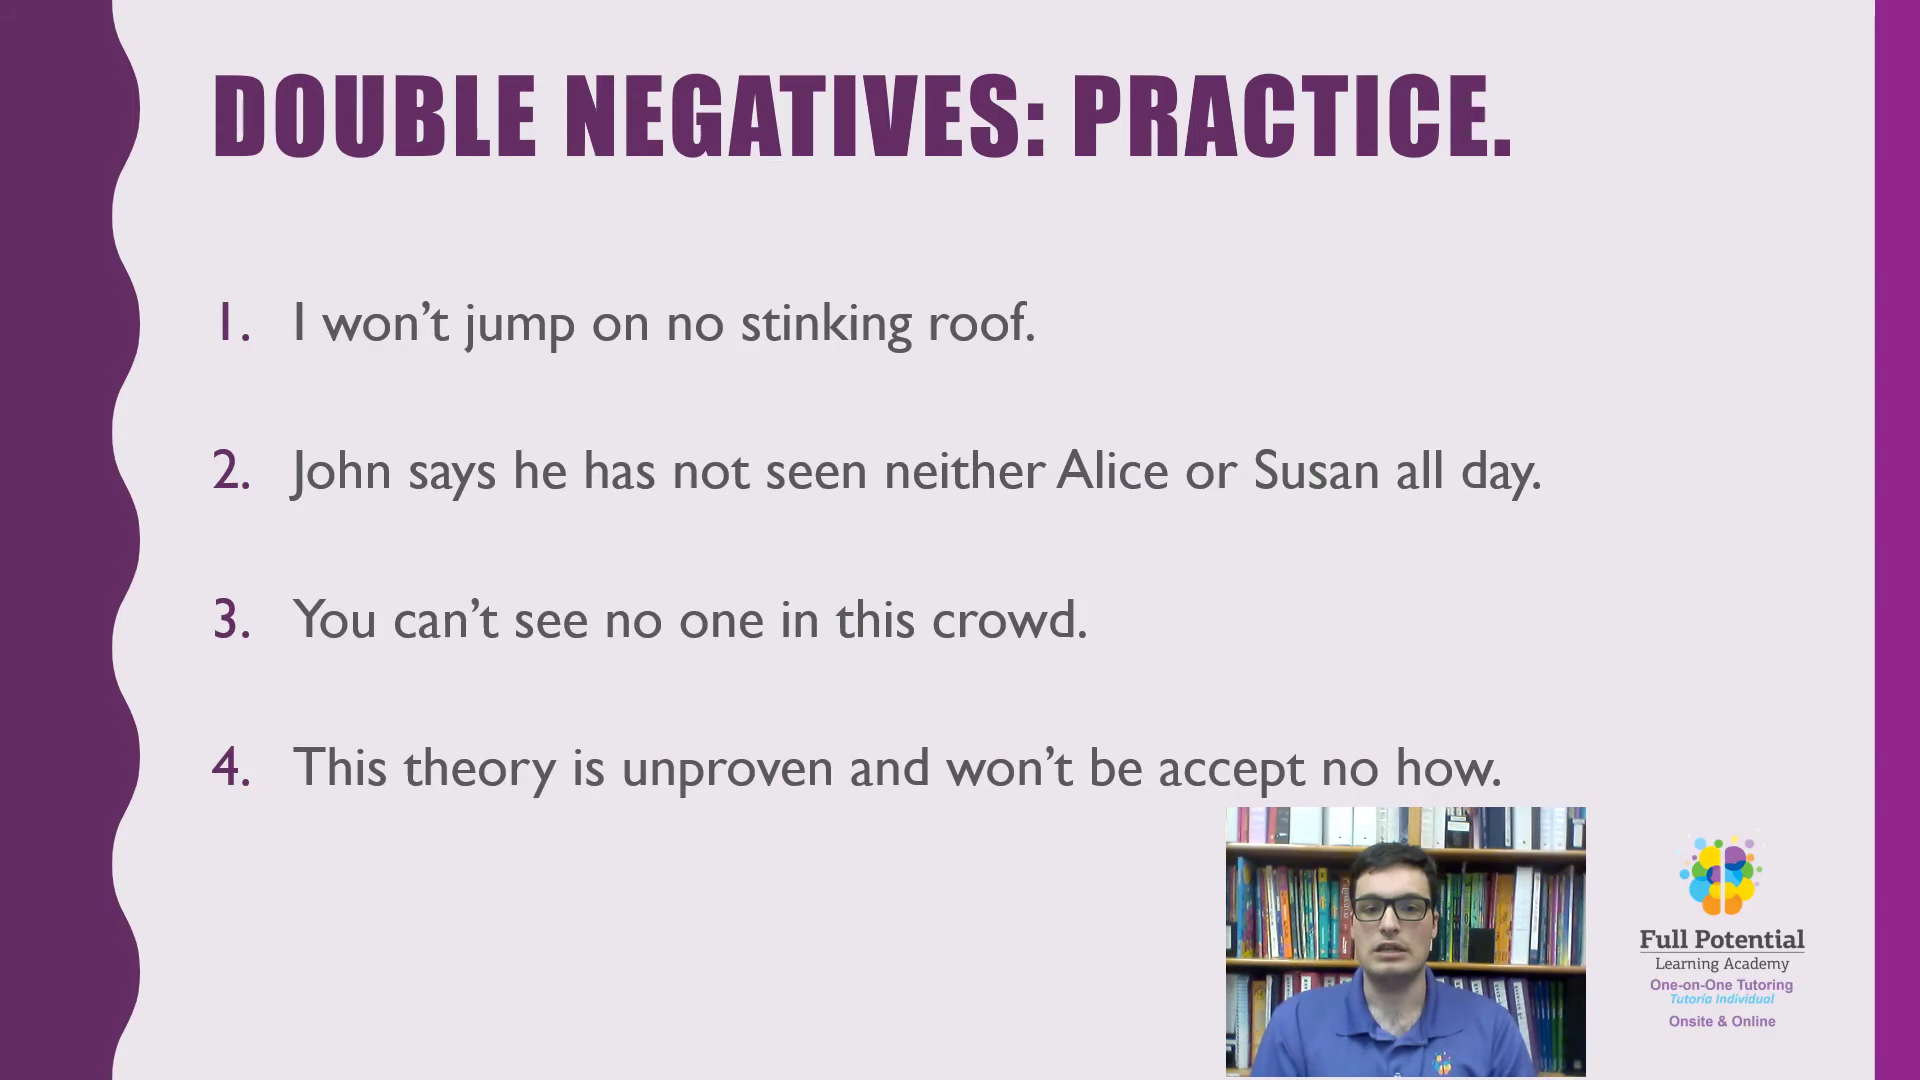 DOUBLE NEGATIVES: PRACTICE.
1. I won’t jump on no stinking roof.
2. John says he has not seen neither Alice or Susan all day.
3. You can’t see no one in this crowd.
4. This theory is unproven and won’t be accept no how.
Full Potential
Learning Academy
One-on-One Tutoring
Tutoría Individual
Onsite & Online